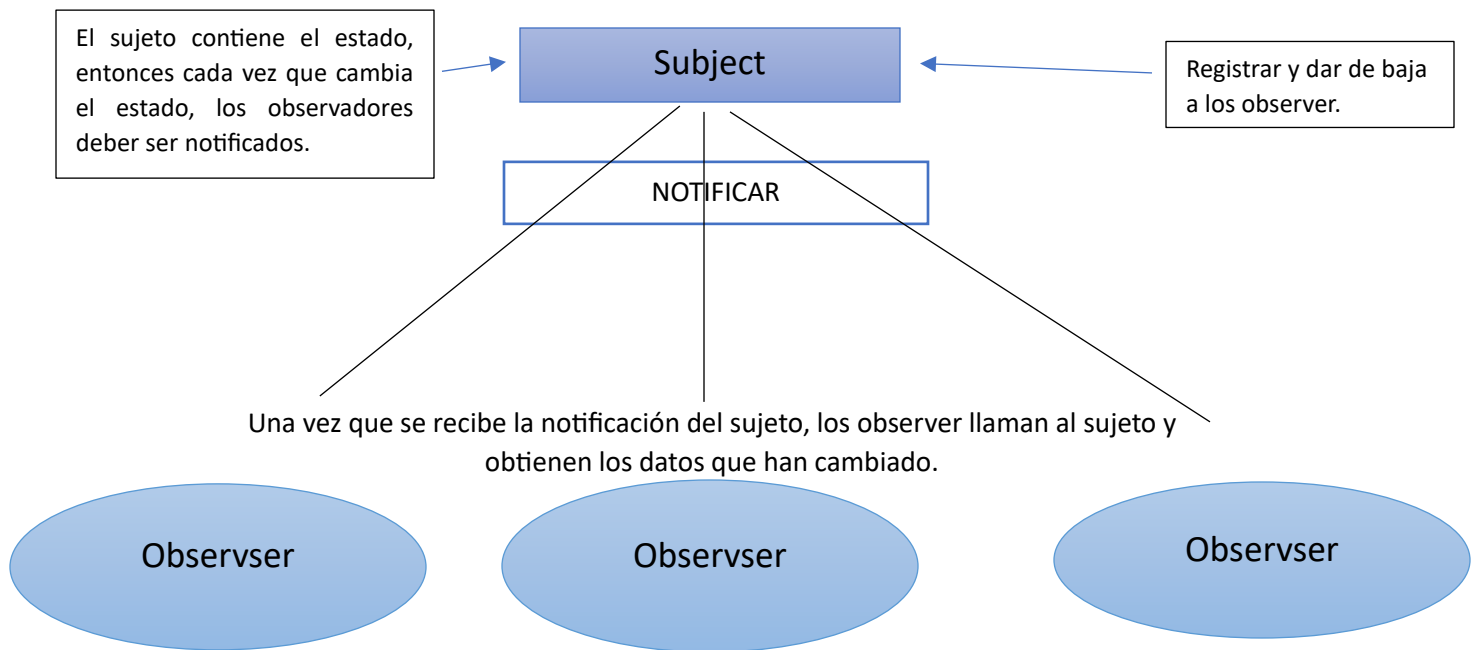 El sujeto contiene el estado,
entonces cada vez que cambia
el estado, los observadores
deber ser notificados.
Subject
Registrar y dar de baja
a los observer.
NOTIFICAR
Una vez que se recibe la notificación del sujeto, los observer llaman al sujeto y
obtienen los datos que han cambiado.
Observser
Observser
Observser